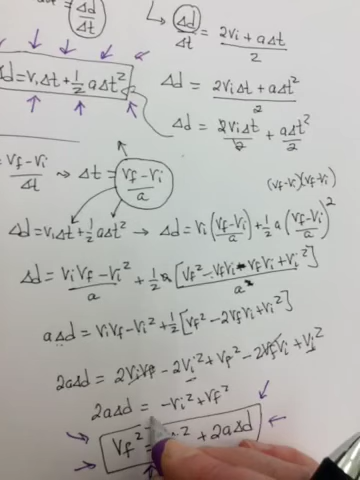 Δd/Δt
Δd/Δt = 2Vi + aΔt / 2
Δd = ViΔt + 1/2 aΔt²
Δd = 2ViΔt + aΔt² / 2
Δd = 2ViΔt/2 + aΔt²/2
= Vf - Vi / Δt → Δt = Vf - Vi / a
(Vf - Vi)(Vf - Vi)
Δd = ViΔt + 1/2 aΔt² → Δd = Vi(Vf - Vi / a) + 1/2 a(Vf - Vi / a)²
Δd = ViVf - Vi² / a + 1/2 a[Vf² - VfVi - VfVi + Vi²] / a²
aΔd = ViVf - Vi² + 1/2[Vf² - 2VfVi + Vi²]
2aΔd = 2ViVf - 2Vi² + Vf² - 2VfVi + Vi²
2aΔd = -Vi² + Vf²
Vf² = ² + 2aΔd